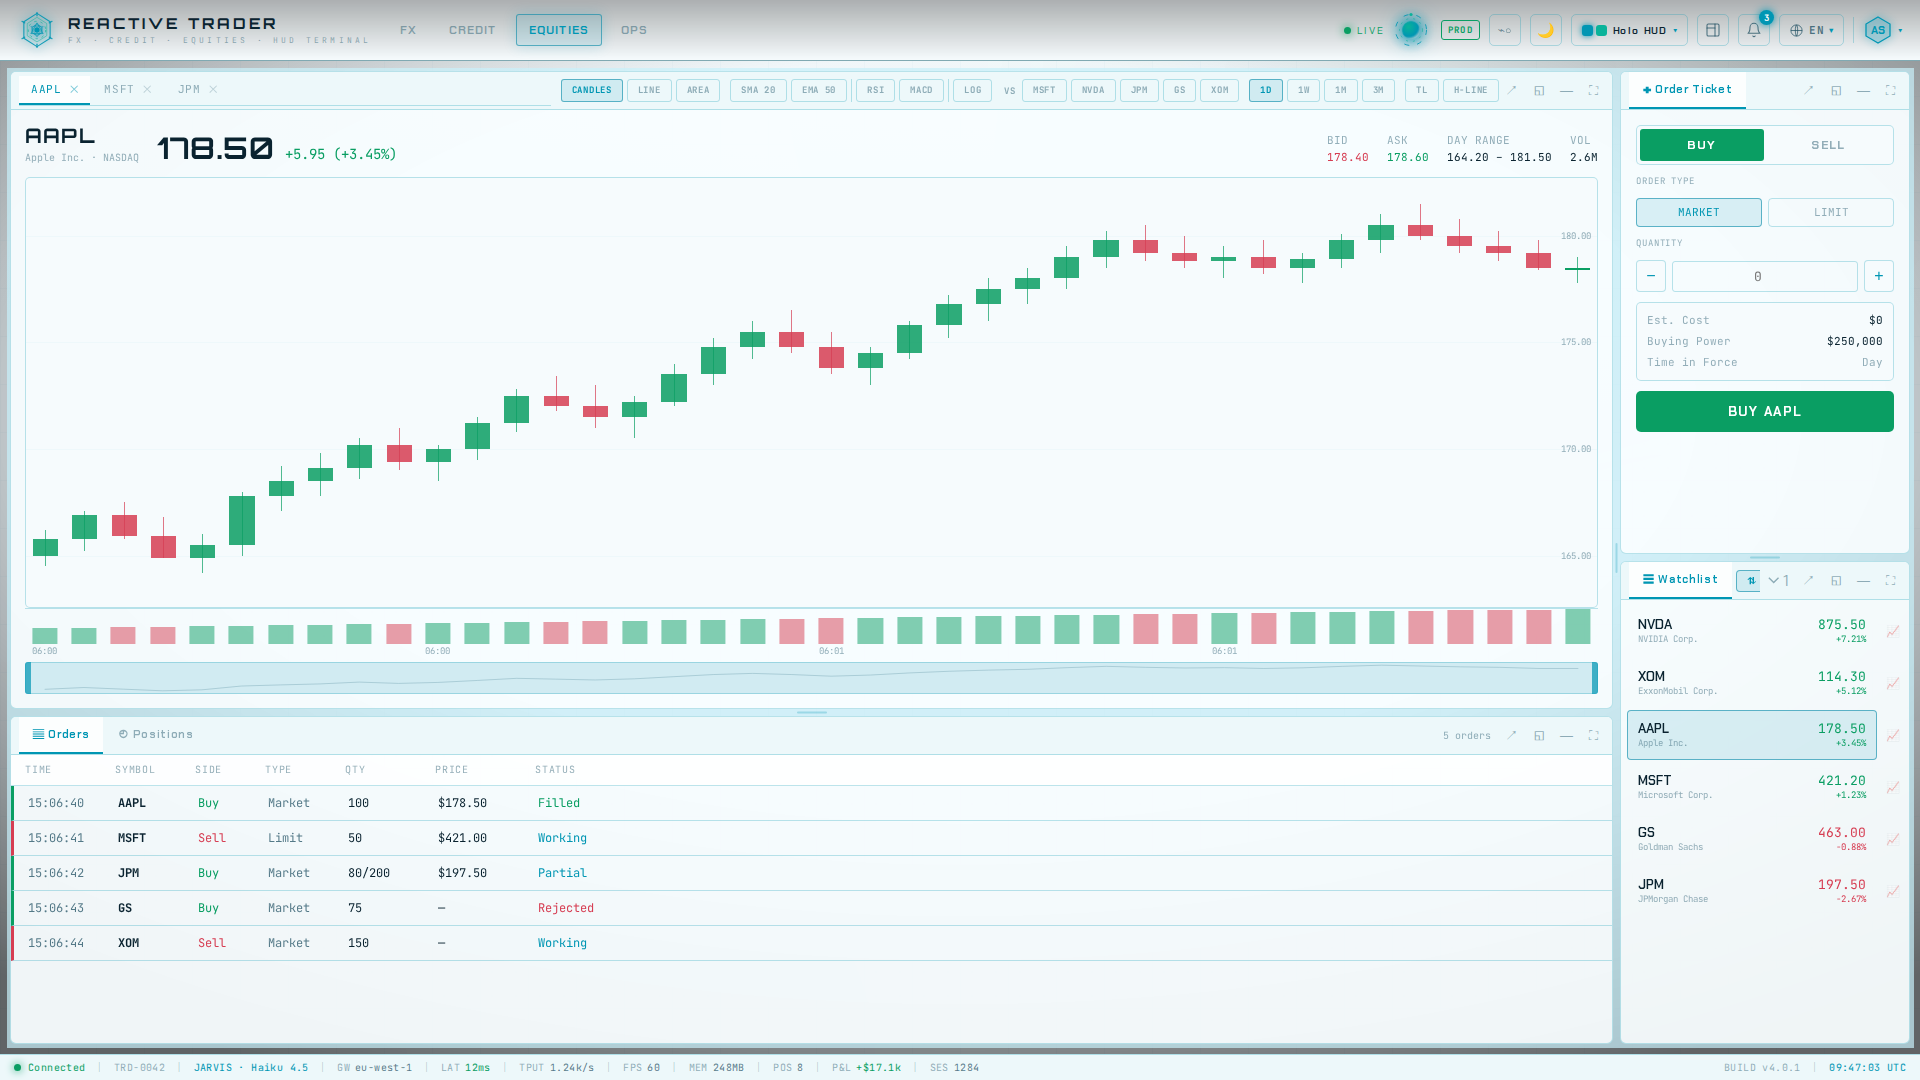 REACTIVE TRADER
FX · CREDIT · EQUITIES · HUD TERMINAL
FX CREDIT EQUITIES OPS
LIVE PROD Holo HUD 3 EN AS
AAPL MSFT JPM
CANDLES LINE AREA SMA 20 EMA 50 RSI MACD LOG VS MSFT NVDA JPM GS XOM 1D 1W 1M 3M TL H-LINE
AAPL
Apple Inc. · NASDAQ
178.50 +5.95 (+3.45%)
BID ASK DAY RANGE VOL
178.40 178.60 164.20 – 181.50 2.6M
180.00
175.00
170.00
165.00
06:00 06:00 06:01 06:01
Order Ticket
BUY SELL
ORDER TYPE
MARKET LIMIT
QUANTITY
− 0 +
Est. Cost $0
Buying Power $250,000
Time in Force Day
BUY AAPL
Watchlist 1
NVDA 875.50
NVIDIA Corp. +7.21%
XOM 114.30
ExxonMobil Corp. +5.12%
AAPL 178.50
Apple Inc. +3.45%
MSFT 421.20
Microsoft Corp. +1.23%
GS 463.00
Goldman Sachs -0.88%
JPM 197.50
JPMorgan Chase -2.67%
Orders Positions 5 orders
TIME SYMBOL SIDE TYPE QTY PRICE STATUS
15:06:40 AAPL Buy Market 100 $178.50 Filled
15:06:41 MSFT Sell Limit 50 $421.00 Working
15:06:42 JPM Buy Market 80/200 $197.50 Partial
15:06:43 GS Buy Market 75 — Rejected
15:06:44 XOM Sell Market 150 — Working
Connected TRD-0042 JARVIS · Haiku 4.5 GW eu-west-1 LAT 12ms TPUT 1.24k/s FPS 60 MEM 248MB POS 8 P&L +$17.1k SES 1284 BUILD v4.0.1 09:47:03 UTC